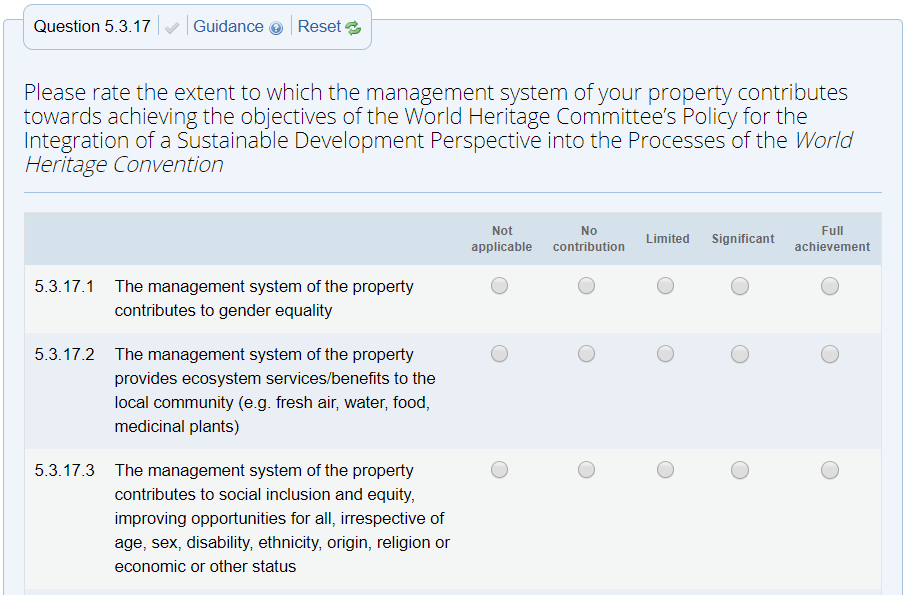 Question 5.3.17 Guidance Reset
Please rate the extent to which the management system of your property contributes
towards achieving the objectives of the World Heritage Committee’s Policy for the
Integration of a Sustainable Development Perspective into the Processes of the World
Heritage Convention
Not applicable No contribution Limited Significant Full achievement
5.3.17.1 The management system of the property
contributes to gender equality
5.3.17.2 The management system of the property
provides ecosystem services/benefits to the
local community (e.g. fresh air, water, food,
medicinal plants)
5.3.17.3 The management system of the property
contributes to social inclusion and equity,
improving opportunities for all, irrespective of
age, sex, disability, ethnicity, origin, religion or
economic or other status